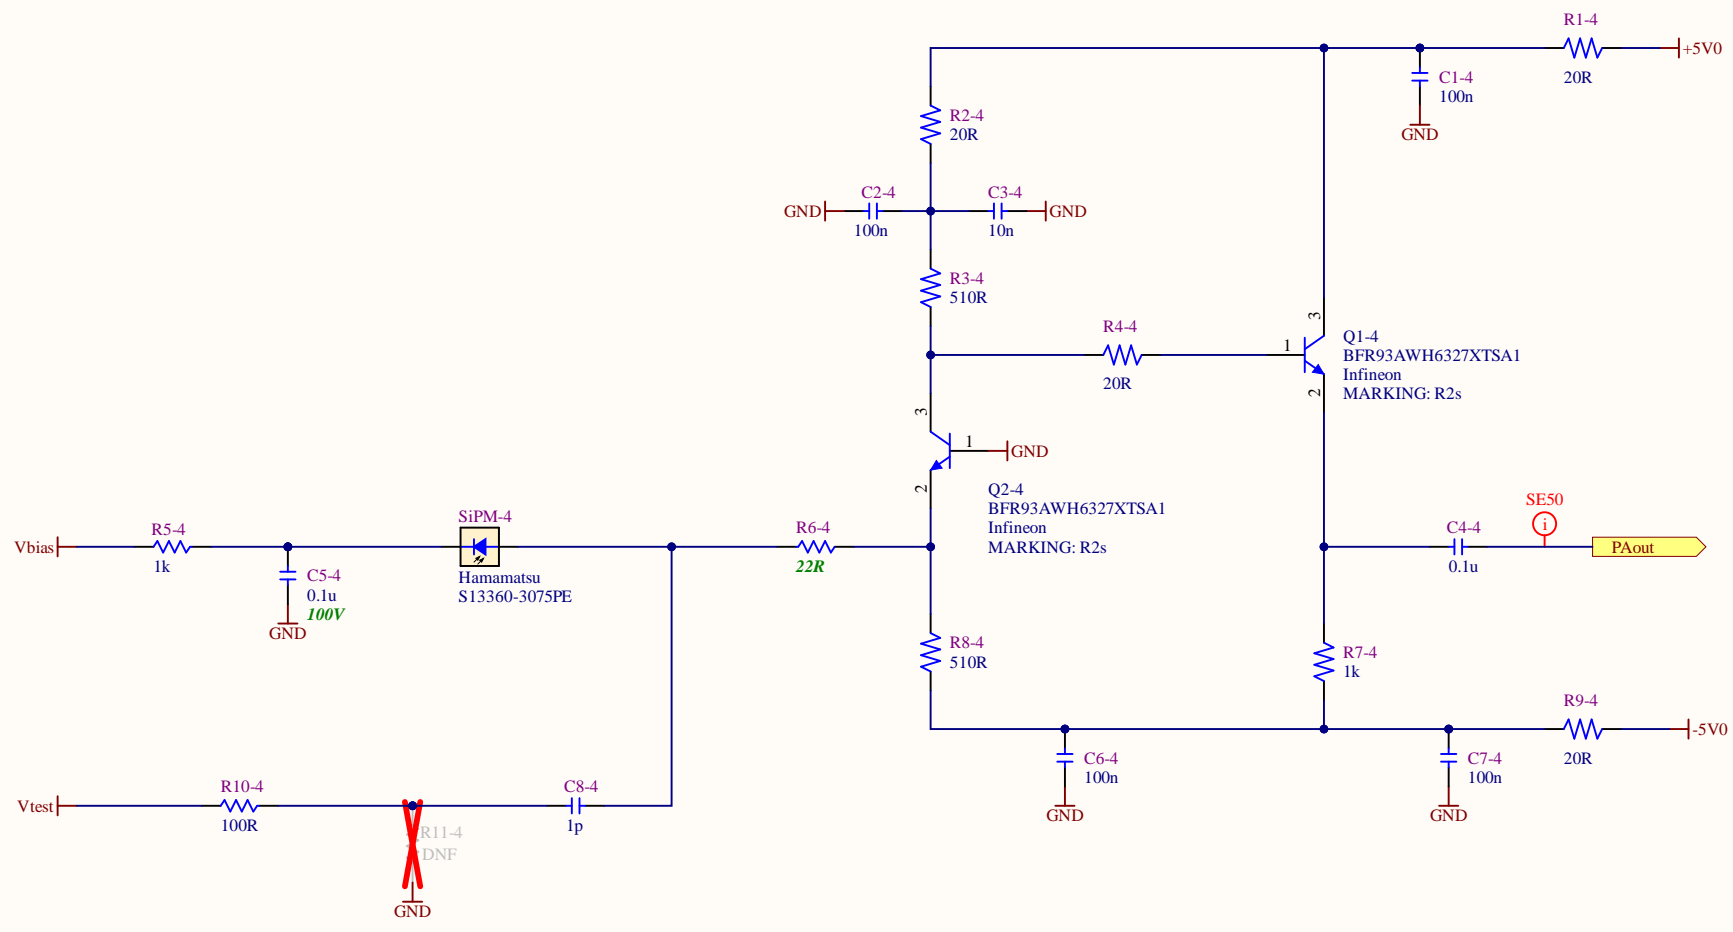 R1-4
+5V0
20R
C1-4
100n
GND
R2-4
20R
C2-4
C3-4
GND
GND
100n
10n
R3-4
510R
3
Q1-4
BFR93AWH6327XTSA1
Infineon
MARKING: R2s
R4-4
1
20R
2
3
1
GND
2
Q2-4
BFR93AWH6327XTSA1
Infineon
MARKING: R2s
SE50
i
C4-4
PAout
0.1u
R5-4
Vbias
1k
SiPM-4
Hamamatsu
S13360-3075PE
R6-4
22R
C5-4
0.1u
100V
GND
R8-4
510R
R7-4
1k
R9-4
-5V0
20R
C6-4
100n
GND
C7-4
100n
GND
R10-4
Vtest
100R
C8-4
1p
R11-4
DNF
GND